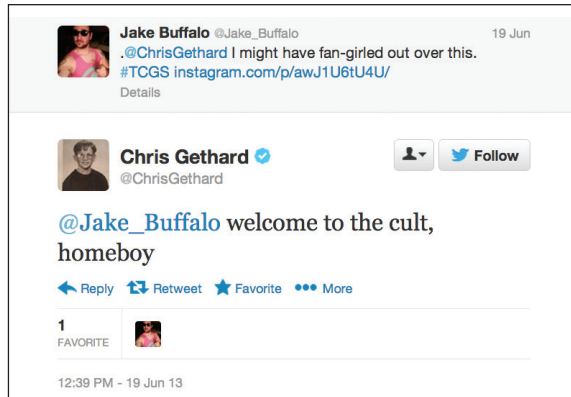 Jake Buffalo @Jake_Buffalo 19 Jun
.@ChrisGethard I might have fan-girled out over this.
#TCGS instagram.com/p/awJ1U6tU4U/
Details
Chris Gethard
@ChrisGethard
Follow
@Jake_Buffalo welcome to the cult,
homeboy
Reply Retweet Favorite More
1
FAVORITE
12:39 PM - 19 Jun 13